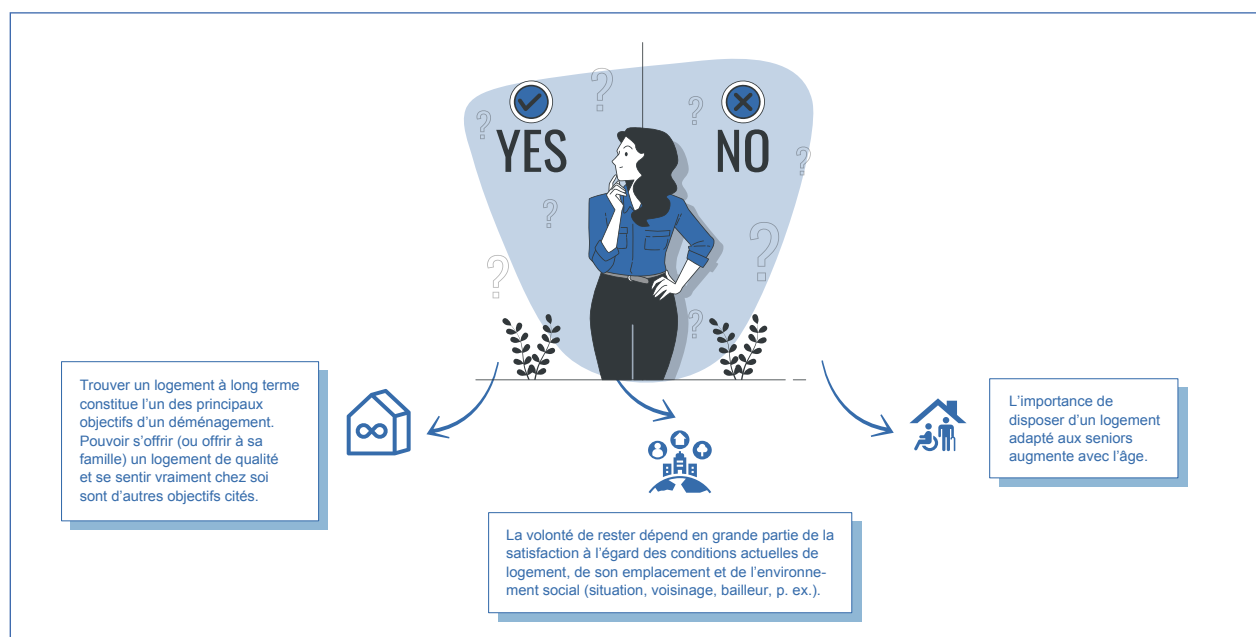 YES
NO
Trouver un logement à long terme
constitue l’un des principaux
objectifs d’un déménagement.
Pouvoir s’offrir (ou offrir à sa
famille) un logement de qualité
et se sentir vraiment chez soi
sont d’autres objectifs cités.
La volonté de rester dépend en grande partie de la
satisfaction à l’égard des conditions actuelles de
logement, de son emplacement et de l’environne-
ment social (situation, voisinage, bailleur, p. ex.).
L’importance de
disposer d’un logement
adapté aux seniors
augmente avec l’âge.